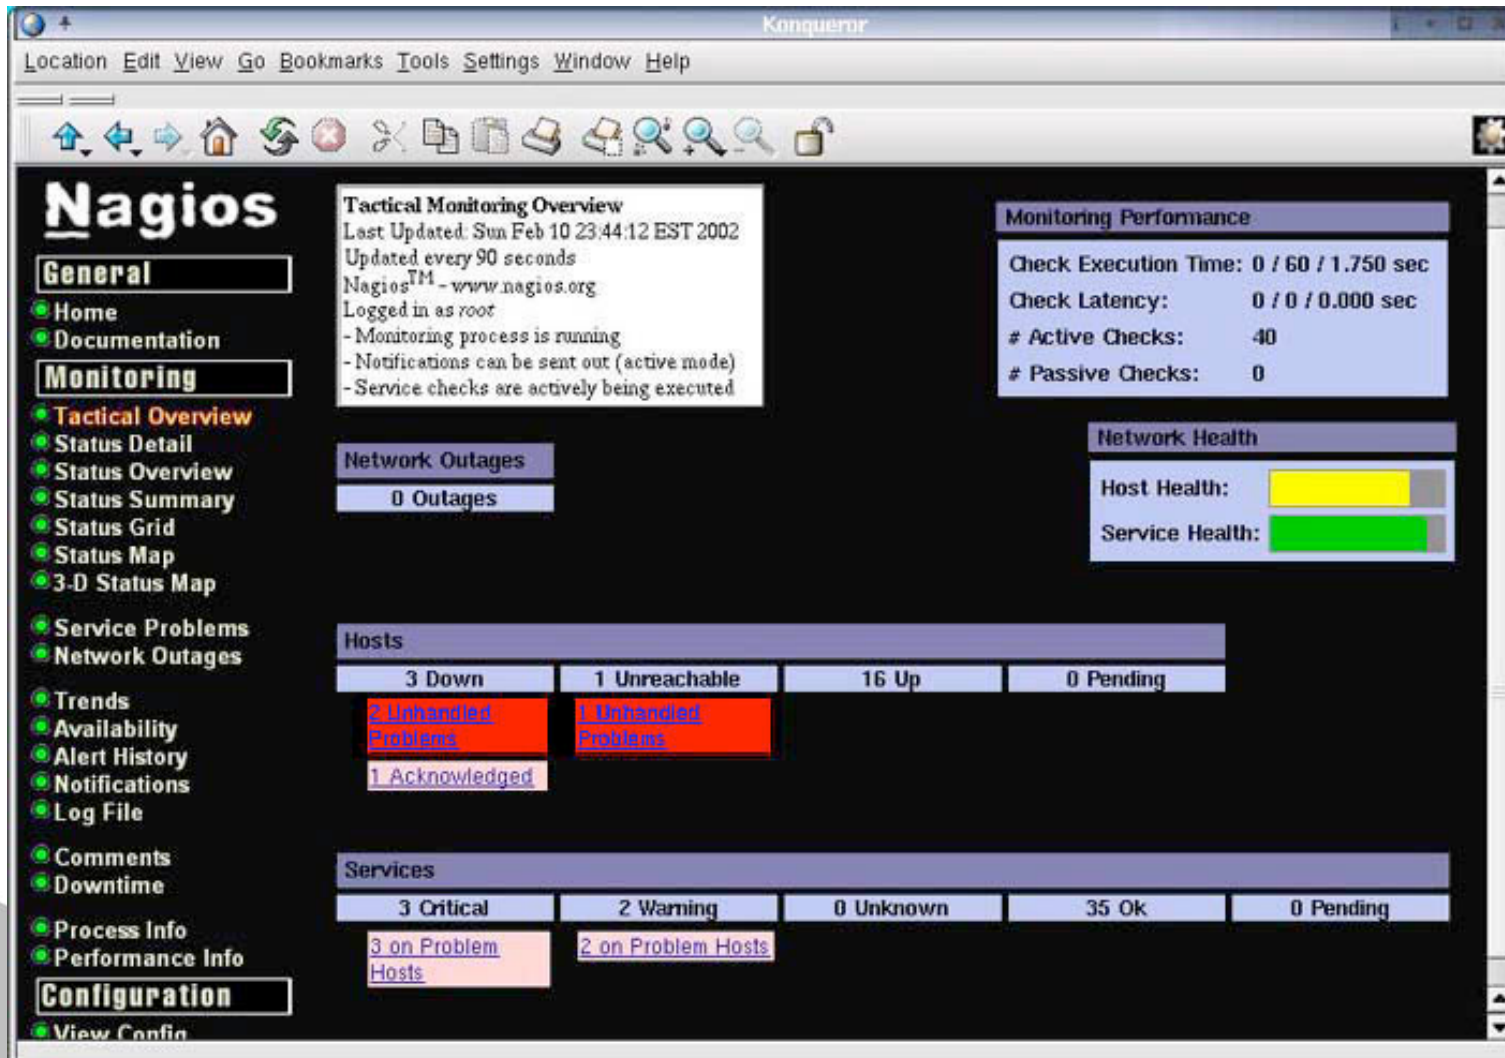 Konqueror
Location Edit View Go Bookmarks Tools Settings Window Help
Nagios
General
Home
Documentation
Monitoring
Tactical Overview
Status Detail
Status Overview
Status Summary
Status Grid
Status Map
3-D Status Map
Service Problems
Network Outages
Trends
Availability
Alert History
Notifications
Log File
Comments
Downtime
Process Info
Performance Info
Configuration
View Config
Tactical Monitoring Overview
Last Updated: Sun Feb 10 23:44:12 EST 2002
Updated every 90 seconds
Nagios™ - www.nagios.org
Logged in as root
- Monitoring process is running
- Notifications can be sent out (active mode)
- Service checks are actively being executed
Monitoring Performance
Check Execution Time: 0 / 60 / 1.750 sec
Check Latency: 0 / 0 / 0.000 sec
# Active Checks: 40
# Passive Checks: 0
Network Outages
0 Outages
Network Health
Host Health:
Service Health:
Hosts
3 Down 1 Unreachable 16 Up 0 Pending
2 Unhandled
Problems
1 Unhandled
Problems
1 Acknowledged
Services
3 Critical 2 Warning 0 Unknown 35 Ok 0 Pending
3 on Problem
Hosts
2 on Problem Hosts